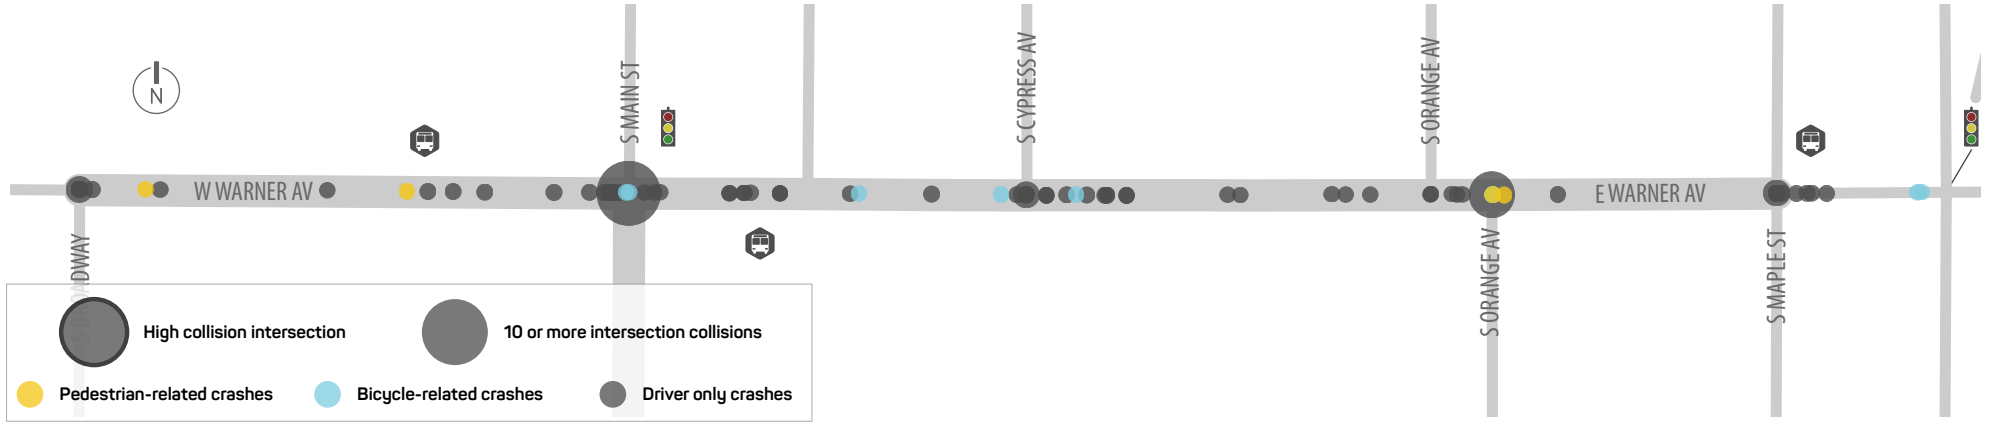 N
S MAIN ST
S CYPRESS AV
S ORANGE AV
W WARNER AV
E WARNER AV
S BROADWAY
S ORANGE AV
S MAPLE ST
High collision intersection
10 or more intersection collisions
Pedestrian-related crashes
Bicycle-related crashes
Driver only crashes